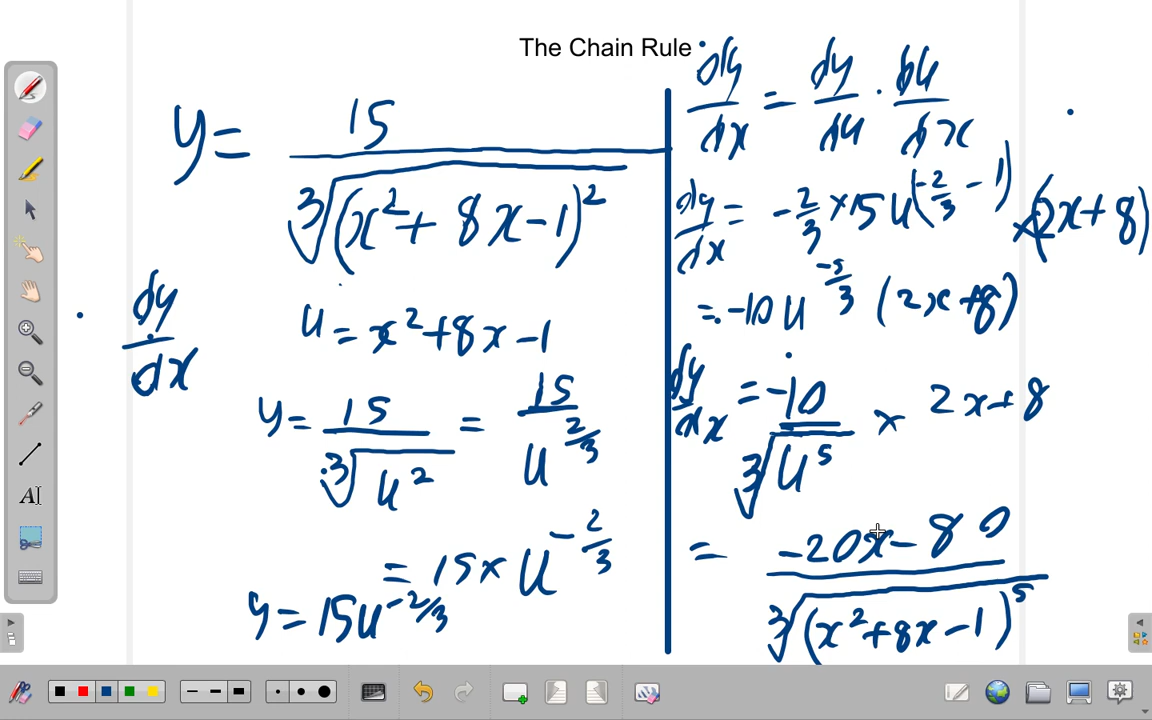 The Chain Rule
y = 15 / ∛(x² + 8x - 1)²
dy/dx
u = x² + 8x - 1
y = 15 / ∛u² = 15 / u^(2/3)
= 15 × u^(-2/3)
y = 15u^(-2/3)
dy/dx = dy/du · du/dx
dy/dx = -2/3 × 15 u^(-2/3 - 1) × (2x + 8)
= -10 u^(-5/3) (2x + 8)
dy/dx = -10 / ∛u⁵ × 2x + 8
= -20x - 80 / ∛(x² + 8x - 1)⁵
A